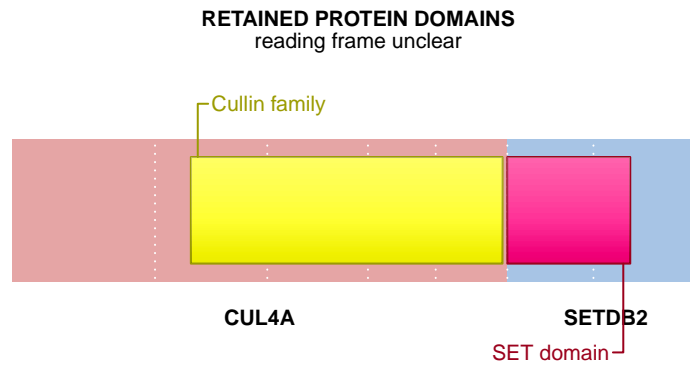 RETAINED PROTEIN DOMAINS
reading frame unclear
Cullin family
CUL4A
SETDB2
SET domain